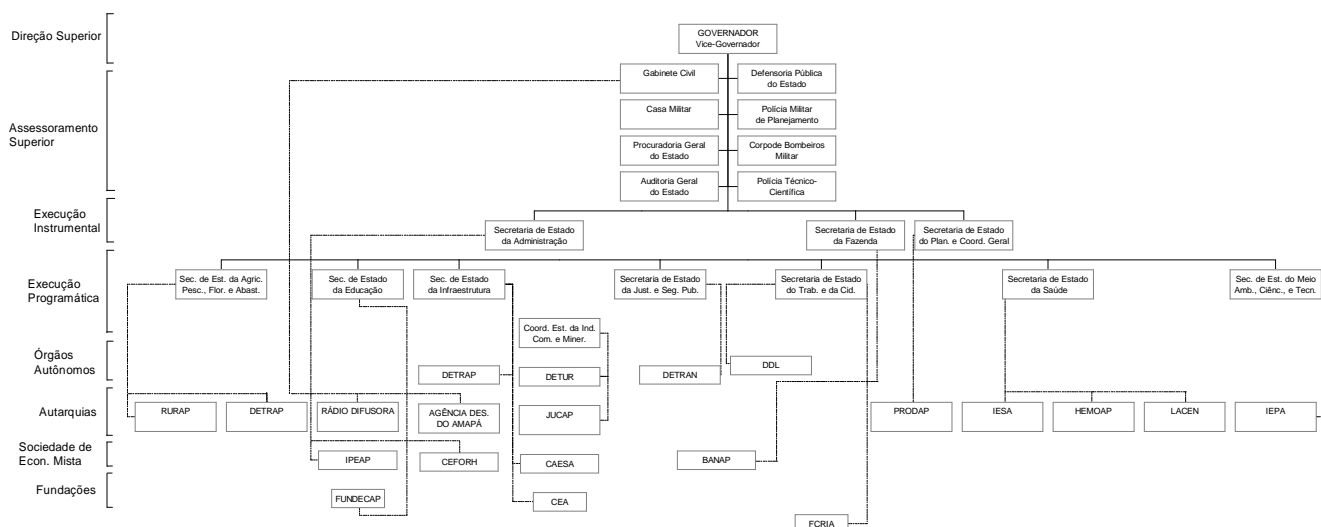 Direção Superior
GOVERNADOR
Vice-Governador
Assessoramento
Superior
Gabinete Civil
Defensoria Pública
do Estado
Casa Militar
Polícia Militar
de Planejamento
Procuradoria Geral
do Estado
Corpode Bombeiros
Militar
Auditoria Geral
do Estado
Polícia Técnico-
Científica
Execução
Instrumental
Secretaria de Estado
da Administração
Secretaria de Estado
da Fazenda
Secretaria de Estado
do Plan. e Coord. Geral
Execução
Programática
Sec. de Est. da Agric.
Pesc., Flor. e Abast.
Sec. de Estado
da Educação
Sec. de Estado
da Infraestrutura
Secretaria de Estado
da Just. e Seg. Pub.
Secretaria de Estado
do Trab. e da Cid.
Secretaria de Estado
da Saúde
Sec. de Est. do Meio
Amb., Ciênc., e Tecn.
Coord. Est. da Ind.
Com. e Miner.
Órgãos
Autônomos
DETRAP
DETUR
DETRAN
DDL
Autarquias
RURAP
DETRAP
RÁDIO DIFUSORA
AGÊNCIA DES.
DO AMAPÁ
JUCAP
PRODAP
IESA
HEMOAP
LACEN
IEPA
Sociedade de
Econ. Mista
IPEAP
CEFORH
CAESA
BANAP
Fundações
FUNDECAP
CEA
FCRIA